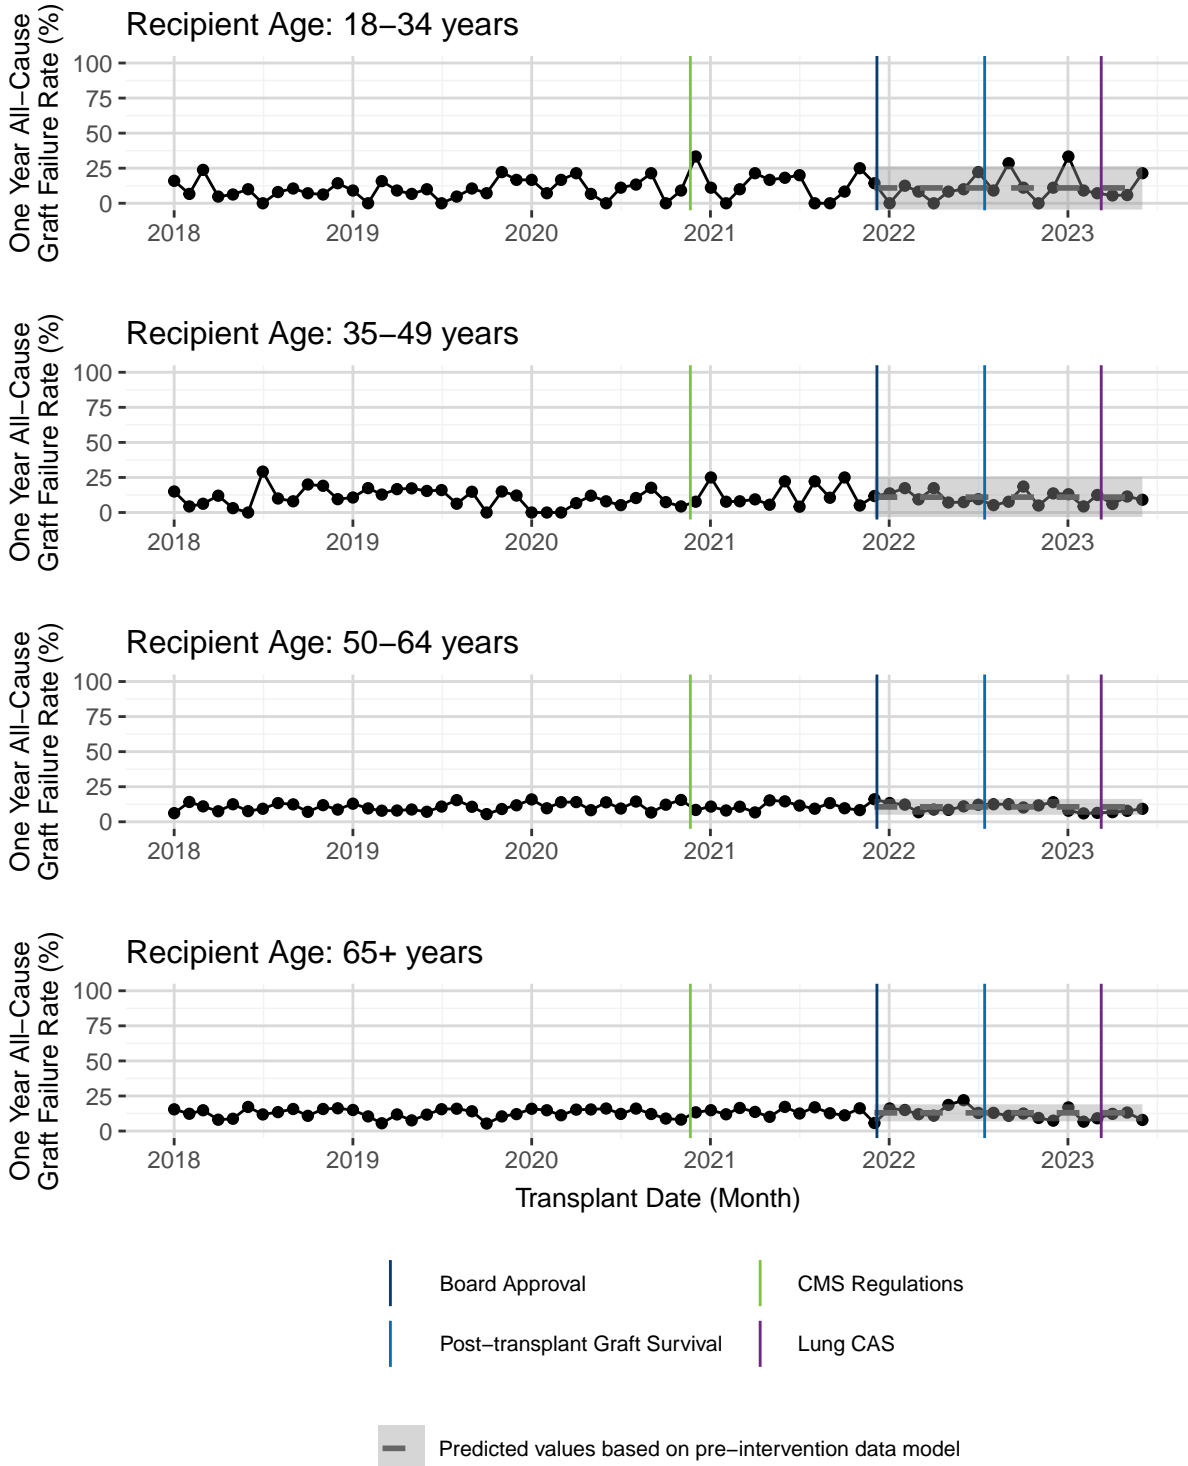 Recipient Age: 18−34 years
One Year All−Cause
Graft Failure Rate (%)
100
75
50
25
0
2018 2019 2020 2021 2022 2023
Recipient Age: 35−49 years
One Year All−Cause
Graft Failure Rate (%)
100
75
50
25
0
2018 2019 2020 2021 2022 2023
Recipient Age: 50−64 years
One Year All−Cause
Graft Failure Rate (%)
100
75
50
25
0
2018 2019 2020 2021 2022 2023
Recipient Age: 65+ years
One Year All−Cause
Graft Failure Rate (%)
100
75
50
25
0
2018 2019 2020 2021 2022 2023
Transplant Date (Month)
Board Approval
CMS Regulations
Post−transplant Graft Survival
Lung CAS
Predicted values based on pre−intervention data model